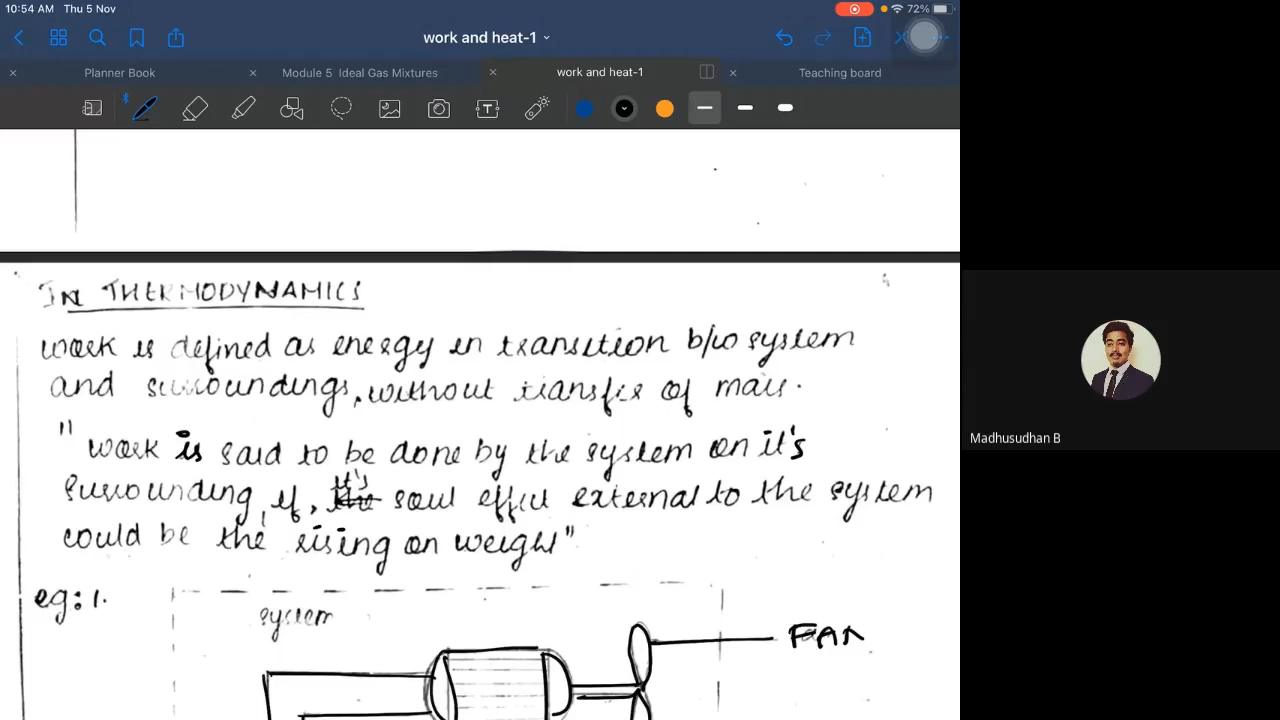 10:54 AM Thu 5 Nov
72%
work and heat-1
Planner Book
Module 5 Ideal Gas Mixtures
work and heat-1
Teaching board
IN THERMODYNAMICS
work is defined as energy in transition b/w system
and surroundings, without transfer of mass.
"work is said to be done by the system on it's
surrounding, if, it's soul effect external to the system
could be the rising on weight"
eg: 1.
system
FAN
Madhusudhan B